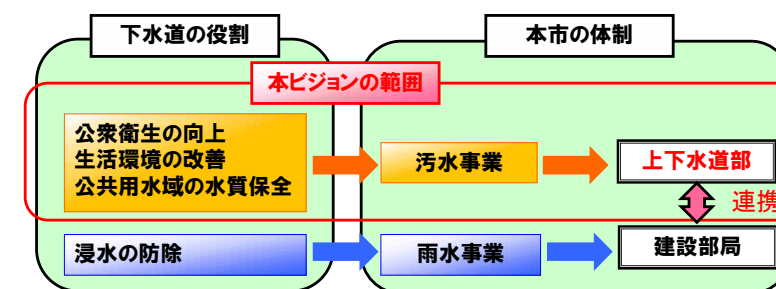 下水道の役割
本市の体制
本ビジョンの範囲
公衆衛生の向上
生活環境の改善
公共用水域の水質保全
汚水事業
上下水道部
連携
浸水の防除
雨水事業
建設部局